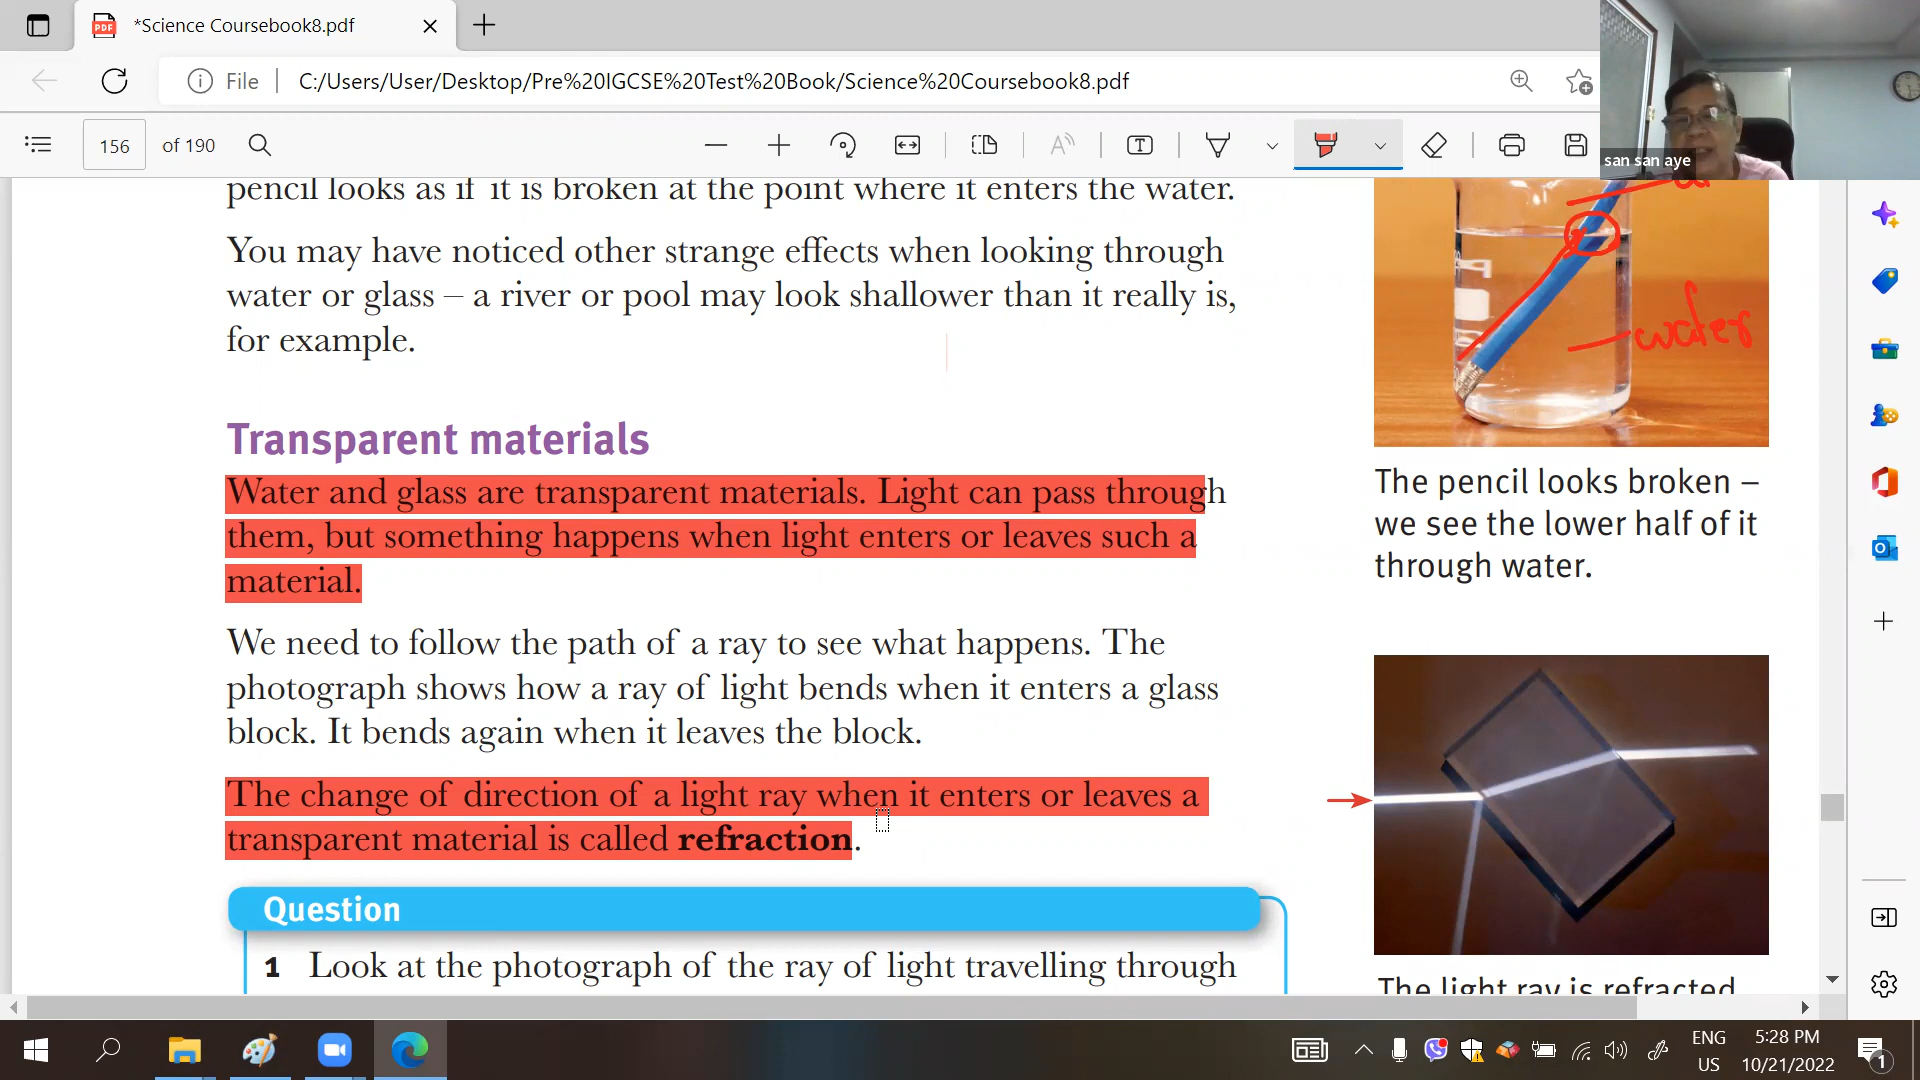 *Science Coursebook8.pdf
File
C:/Users/User/Desktop/Pre%20IGCSE%20Test%20Book/Science%20Coursebook8.pdf
156 of 190
san san aye
pencil looks as if it is broken at the point where it enters the water.
You may have noticed other strange effects when looking through
water or glass – a river or pool may look shallower than it really is,
for example.
Transparent materials
Water and glass are transparent materials. Light can pass through
them, but something happens when light enters or leaves such a
material.
We need to follow the path of a ray to see what happens. The
photograph shows how a ray of light bends when it enters a glass
block. It bends again when it leaves the block.
The change of direction of a light ray when it enters or leaves a
transparent material is called refraction.
Question
1 Look at the photograph of the ray of light travelling through
water
The pencil looks broken –
we see the lower half of it
through water.
The light ray is refracted
ENG
US
5:28 PM
10/21/2022
1